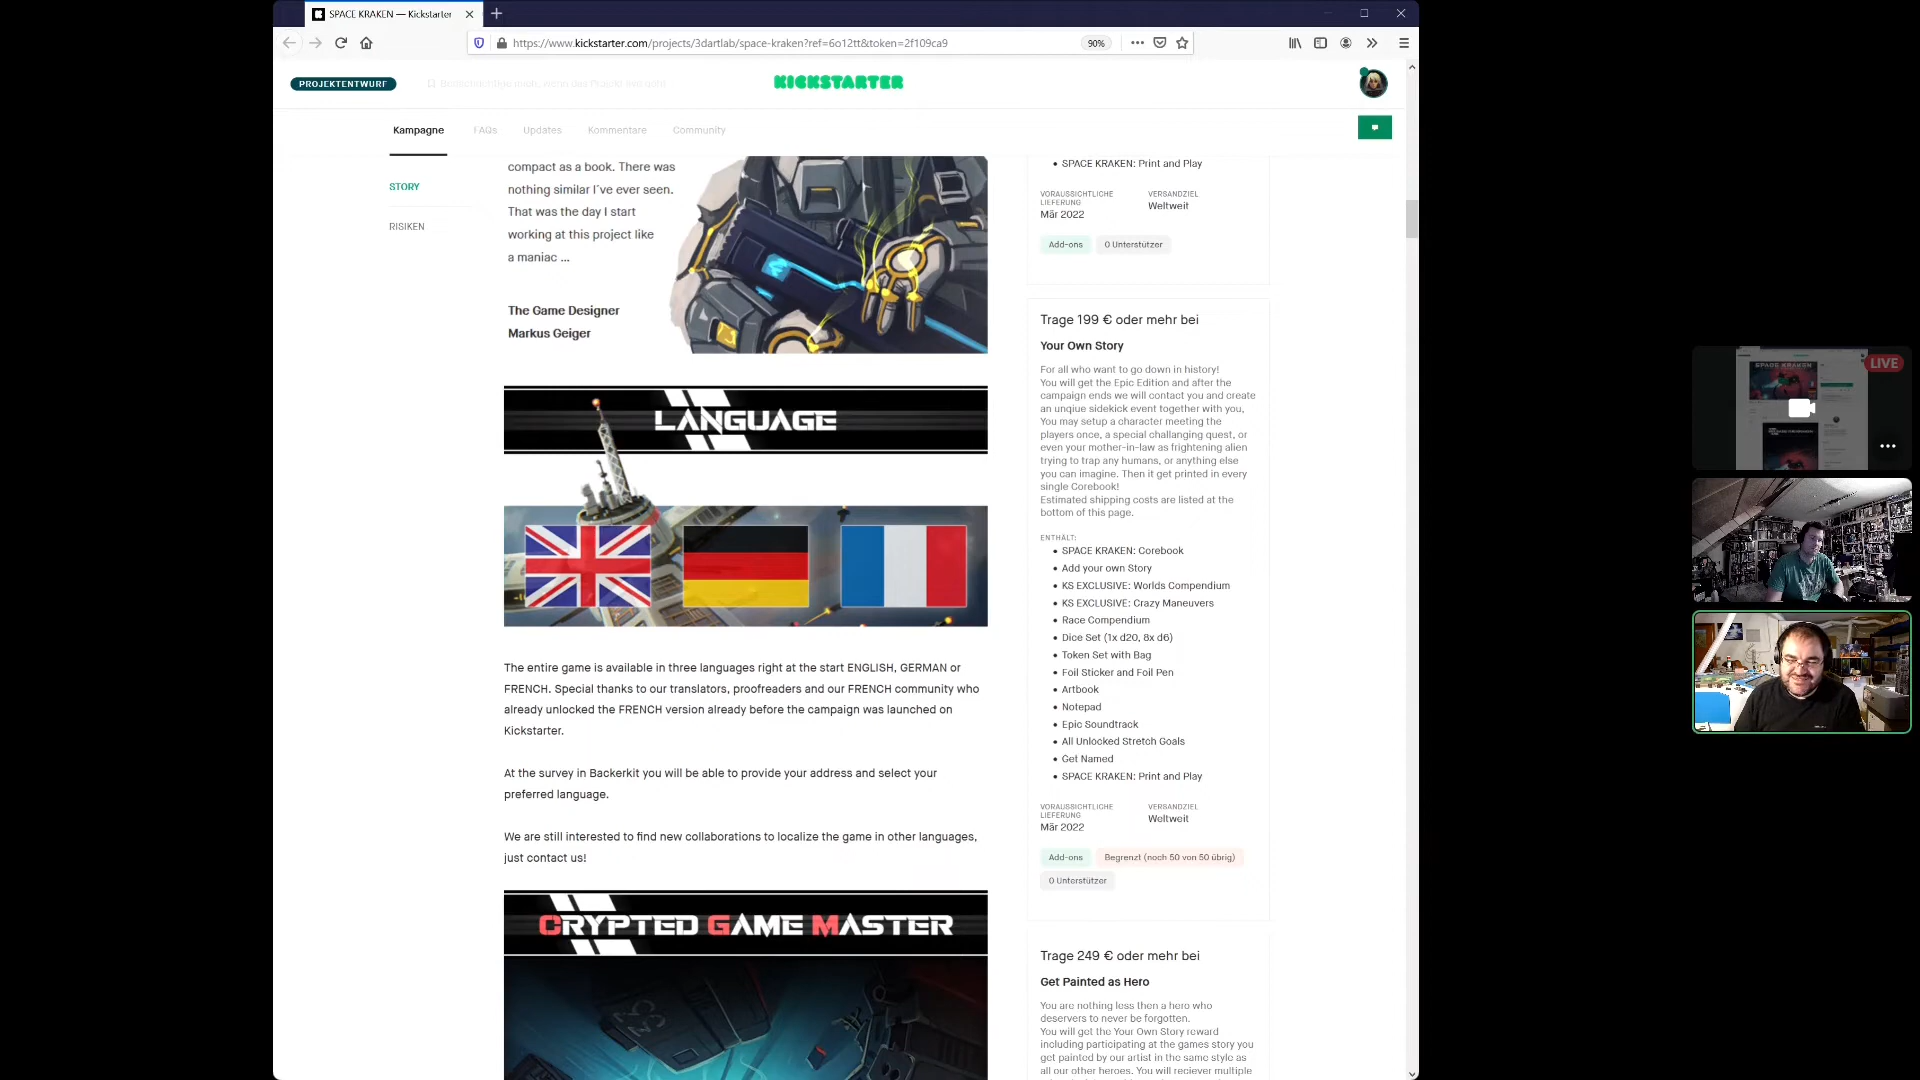 SPACE KRAKEN — Kickstarter
https://www.kickstarter.com/projects/3dartlab/space-kraken?ref=6o12tt&token=2f109ca9
90%
PROJEKTENTWURF
Benachrichtige mich, wenn das Projekt live geht
KICKSTARTER
Kampagne
FAQs
Updates
Kommentare
Community
STORY
RISIKEN
compact as a book. There was
nothing similar I´ve ever seen.
That was the day I start
working at this project like
a maniac ...
The Game Designer
Markus Geiger
LANGUAGE
The entire game is available in three languages right at the start ENGLISH, GERMAN or
FRENCH. Special thanks to our translators, proofreaders and our FRENCH community who
already unlocked the FRENCH version already before the campaign was launched on
Kickstarter.
At the survey in Backerkit you will be able to provide your address and select your
preferred language.
We are still interested to find new collaborations to localize the game in other languages,
just contact us!
CRYPTED GAME MASTER
• SPACE KRAKEN: Print and Play
VORAUSSICHTLICHE
LIEFERUNG
Mär 2022
VERSANDZIEL
Weltweit
Add-ons
0 Unterstützer
Trage 199 € oder mehr bei
Your Own Story
For all who want to go down in history!
You will get the Epic Edition and after the
campaign ends we will contact you and create
an unqiue sidekick event together with you,
You may setup a character meeting the
players once, a special challanging quest, or
even your mother-in-law as frightening alien
trying to trap any humans, or anything else
you can imagine. Then it get printed in every
single Corebook!
Estimated shipping costs are listed at the
bottom of this page.
ENTHÄLT:
• SPACE KRAKEN: Corebook
• Add your own Story
• KS EXCLUSIVE: Worlds Compendium
• KS EXCLUSIVE: Crazy Maneuvers
• Race Compendium
• Dice Set (1x d20, 8x d6)
• Token Set with Bag
• Foil Sticker and Foil Pen
• Artbook
• Notepad
• Epic Soundtrack
• All Unlocked Stretch Goals
• Get Named
• SPACE KRAKEN: Print and Play
VORAUSSICHTLICHE
LIEFERUNG
Mär 2022
VERSANDZIEL
Weltweit
Add-ons
Begrenzt (noch 50 von 50 übrig)
0 Unterstützer
Trage 249 € oder mehr bei
Get Painted as Hero
You are nothing less then a hero who
deservers to never be forgotten.
You will get the Your Own Story reward
including participating at the games story you
get painted by our artist in the same style as
all our other heroes. You will reciever multiple
SPACE KRAKEN
LIVE